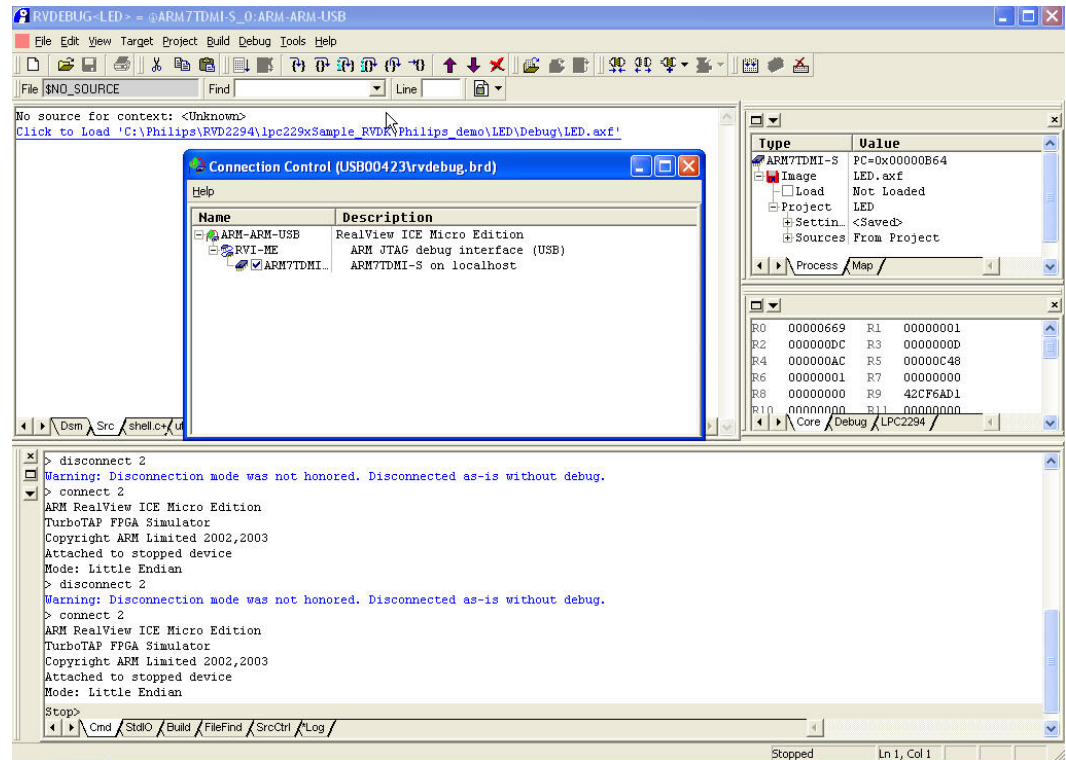 RVDEBUG<LED> = @ARM7TDMI-S_0:ARM-ARM-USB
File Edit View Target Project Build Debug Tools Help
File $NO_SOURCE Find Line
No source for context: <Unknown>
Click to Load 'C:\Philips\RVD2294\lpc229xSample_RVDK\Philips_demo\LED\Debug\LED.axf'
Connection Control (USB00423\rvdebug.brd)
Help
Name Description
ARM-ARM-USB RealView ICE Micro Edition
RVI-ME ARM JTAG debug interface (USB)
ARM7TDMI... ARM7TDMI-S on localhost
Dsm Src shell.c+
Type Value
ARM7TDMI-S PC=0x00000B64
Image LED.axf
Load Not Loaded
Project LED
Settin... <Saved>
Sources From Project
Process Map
R0 00000669 R1 00000001
R2 000000DC R3 0000000D
R4 000000AC R5 00000C48
R6 00000001 R7 00000000
R8 00000000 R9 42CF6AD1
R10 00000000 R11 00000000
Core Debug LPC2294
> disconnect 2
Warning: Disconnection mode was not honored. Disconnected as-is without debug.
> connect 2
ARM RealView ICE Micro Edition
TurboTAP FPGA Simulator
Copyright ARM Limited 2002,2003
Attached to stopped device
Mode: Little Endian
> disconnect 2
Warning: Disconnection mode was not honored. Disconnected as-is without debug.
> connect 2
ARM RealView ICE Micro Edition
TurboTAP FPGA Simulator
Copyright ARM Limited 2002,2003
Attached to stopped device
Mode: Little Endian
Stop>
Cmd StdIO Build FileFind SrcCtrl *Log
Stopped Ln 1, Col 1